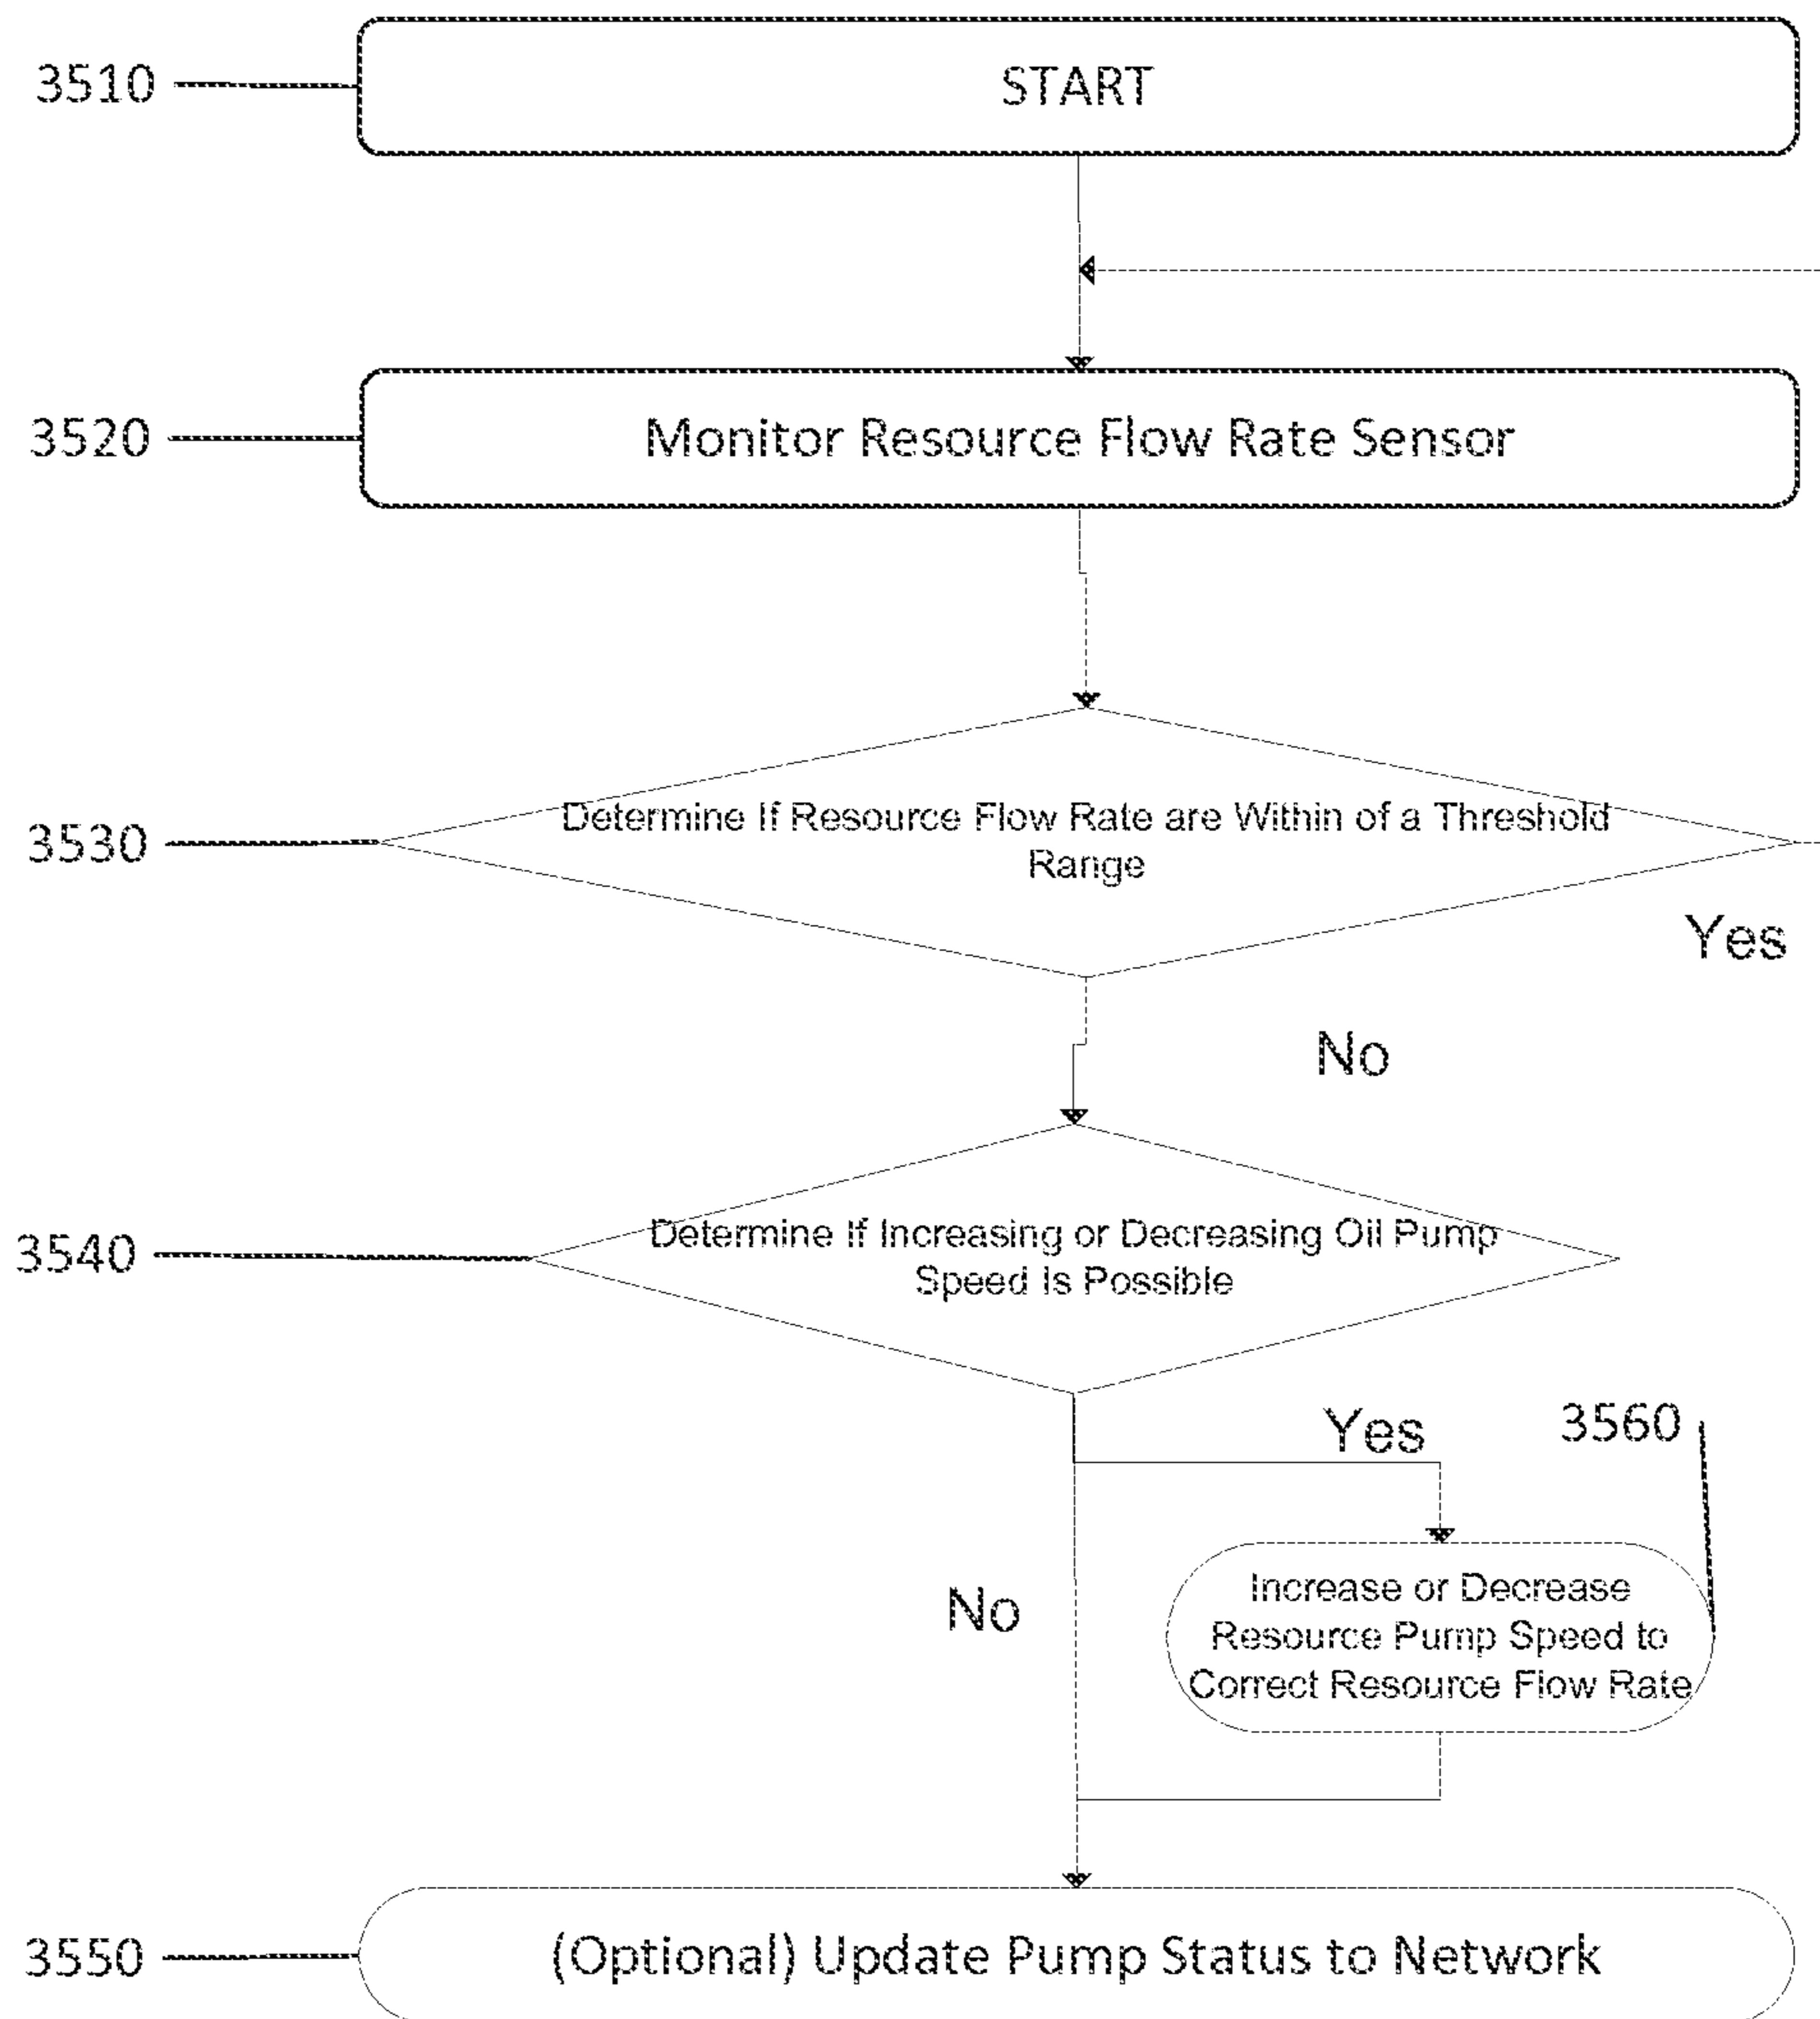 3510
START
3520
Monitor Resource Flow Rate Sensor
3530
Determine If Resource Flow Rate are Within of a Threshold
Range
Yes
No
3540
Determine If Increasing or Decreasing Oil Pump
Speed Is Possible
Yes
3560
No
Increase or Decrease
Resource Pump Speed to
Correct Resource Flow Rate
3550
(Optional) Update Pump Status to Network